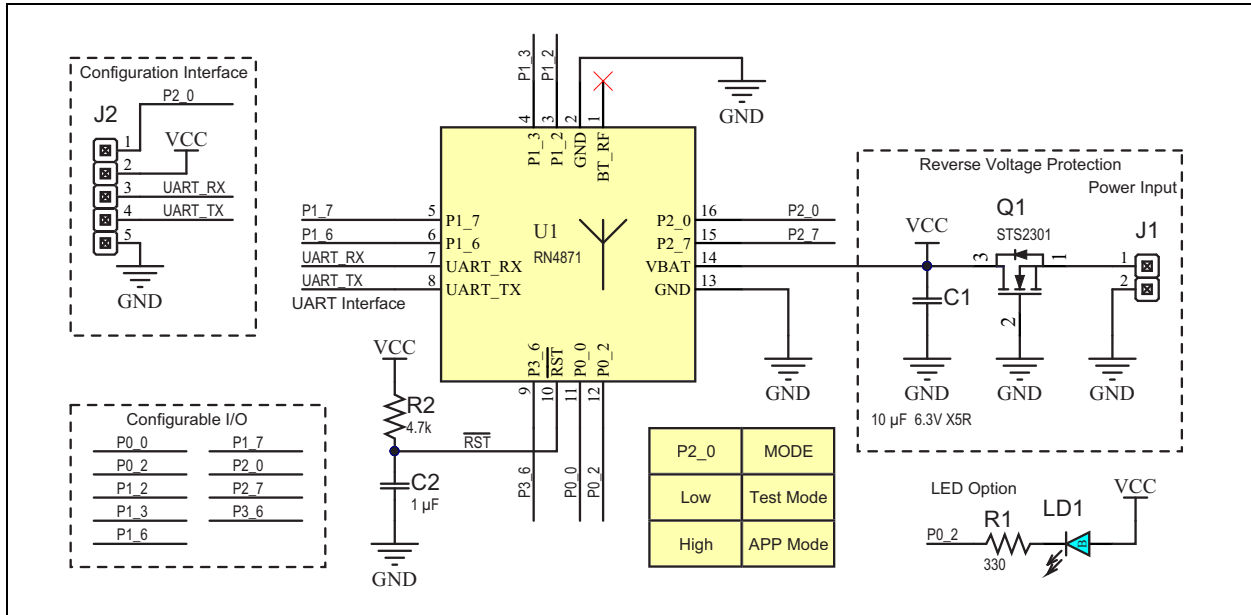 P1_3
P1_2
Configuration Interface
P2_0
J2
1
VCC
2
3 UART_RX
4 UART_TX
5
GND
4
3
2
1
P1_3
P1_2
GND
BT_RF
GND
P1_7 5 P1_7
P1_6 6 P1_6
UART_RX 7 UART_RX
UART_TX 8 UART_TX
UART Interface
U1
RN4871
P2_0 16 P2_0
P2_7 15 P2_7
VBAT 14
GND 13
GND
P3_6
RST
P0_0
P0_2
9
10
11
12
P3_6
P0_0
P0_2
VCC
R2
4.7k
RST
C2
1 µF
GND
Reverse Voltage Protection
Power Input
Q1
STS2301
J1
VCC
3
1
2
1
2
C1
GND
GND
GND
10 µF 6.3V X5R
Configurable I/O
P0_0 P1_7
P0_2 P2_0
P1_2 P2_7
P1_3 P3_6
P1_6
P2_0 MODE
Low Test Mode
High APP Mode
LED Option
VCC
R1
LD1
P0_2
330
B